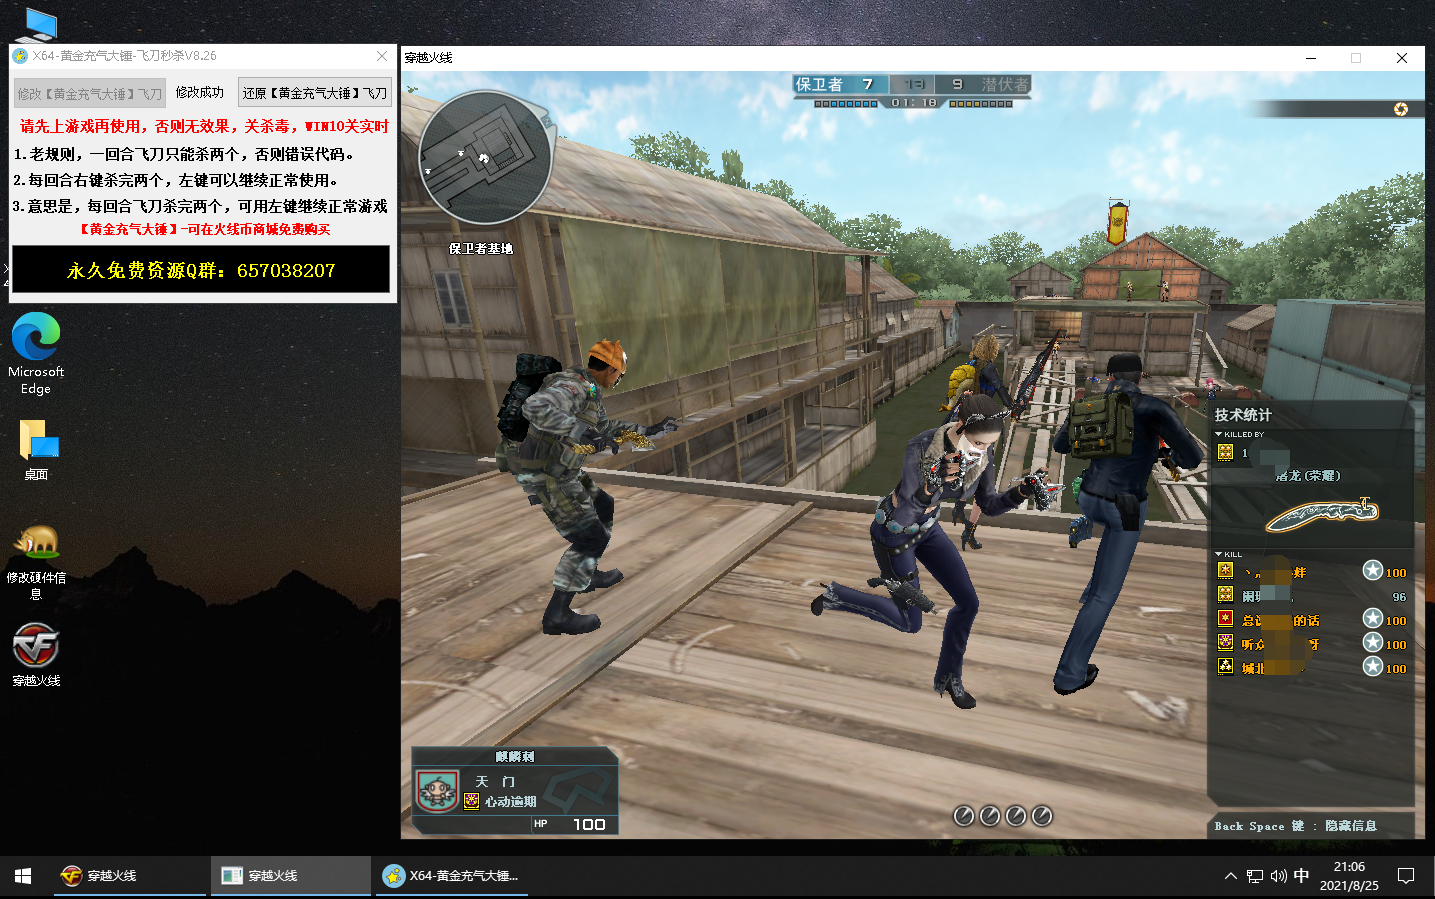 X64-黄金充气大锤-飞刀秒杀V8.26
修改【黄金充气大锤】飞刀
修改成功
还原【黄金充气大锤】飞刀
请先上游戏再使用，否则无效果，关杀毒，WIN10关实时
1.老规则，一回合飞刀只能杀两个，否则错误代码。
2.每回合右键杀完两个，左键可以继续正常使用。
3.意思是，每回合飞刀杀完两个，可用左键继续正常游戏
【黄金充气大锤】-可在火线币商城免费购买
永久免费资源Q群：657038207
Microsoft
Edge
桌面
修改硬件信
息
穿越火线
穿越火线
保卫者 7
9 潜伏者
01:18
保卫者基地
技术统计
KILLED BY
1
屠龙(荣耀)
KILL
100
96
总 的话 100
听众 100
城北 100
Back Space 键 : 隐藏信息
麒麟刺
天 门
心动逾期
HP 100
穿越火线
穿越火线
X64-黄金充气大锤...
中
21:06
2021/8/25